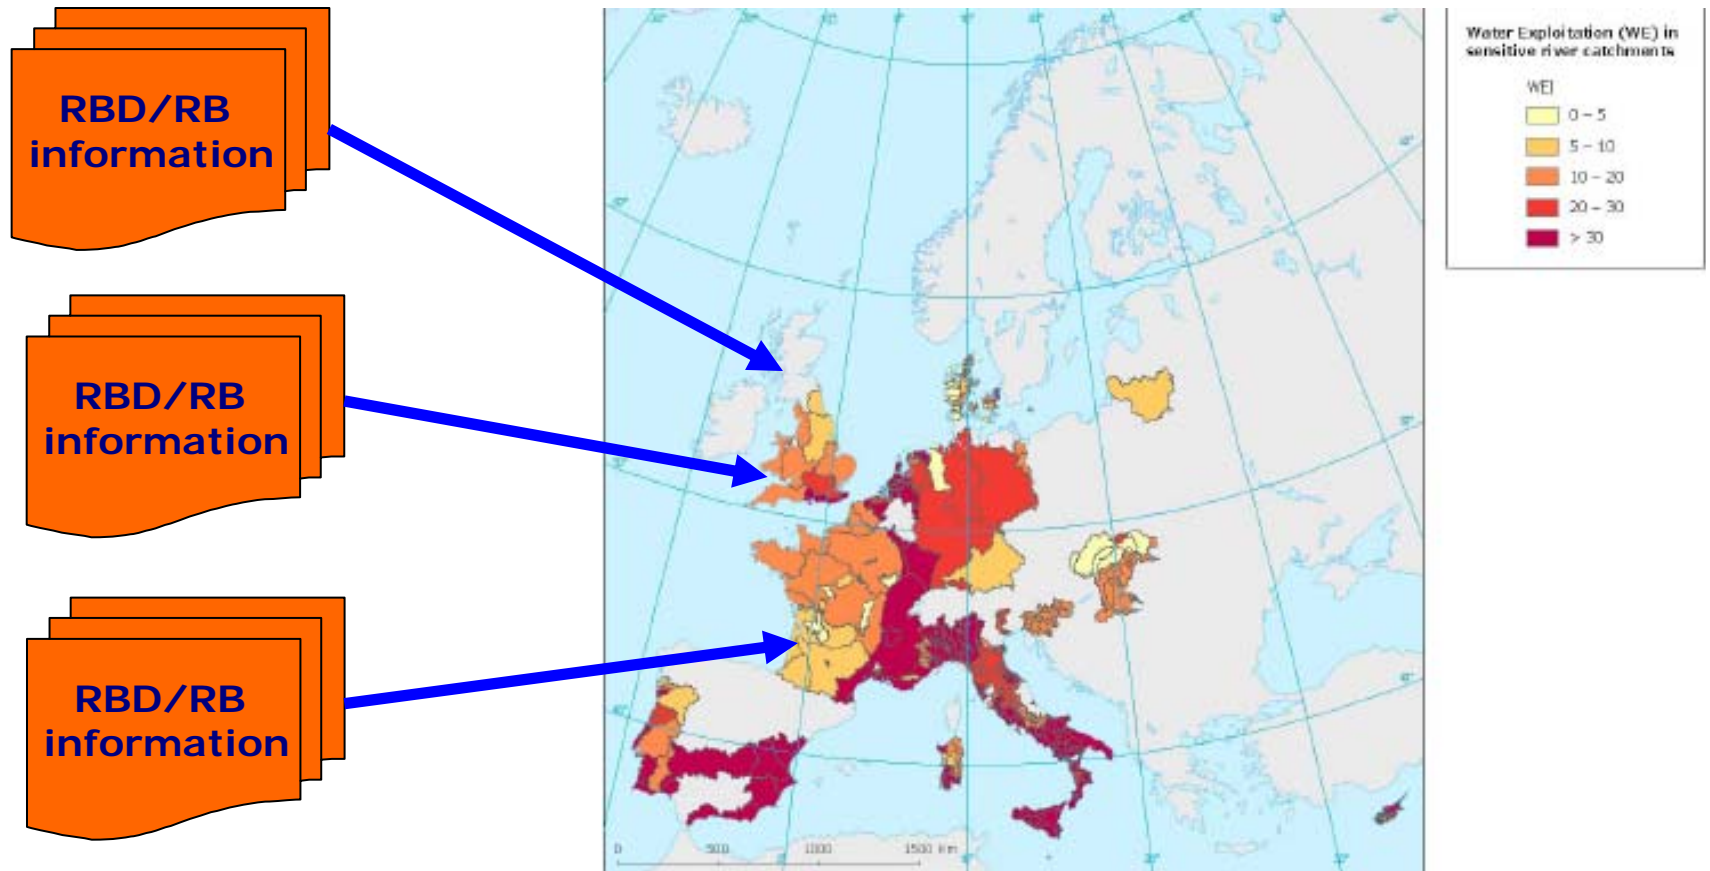 RBD/RB
information
RBD/RB
information
RBD/RB
information
Water Exploitation (WE) in
sensitive river catchments
WEI
0 – 5
5 – 10
10 – 20
20 – 30
> 30
0 500 1000 1500 Km